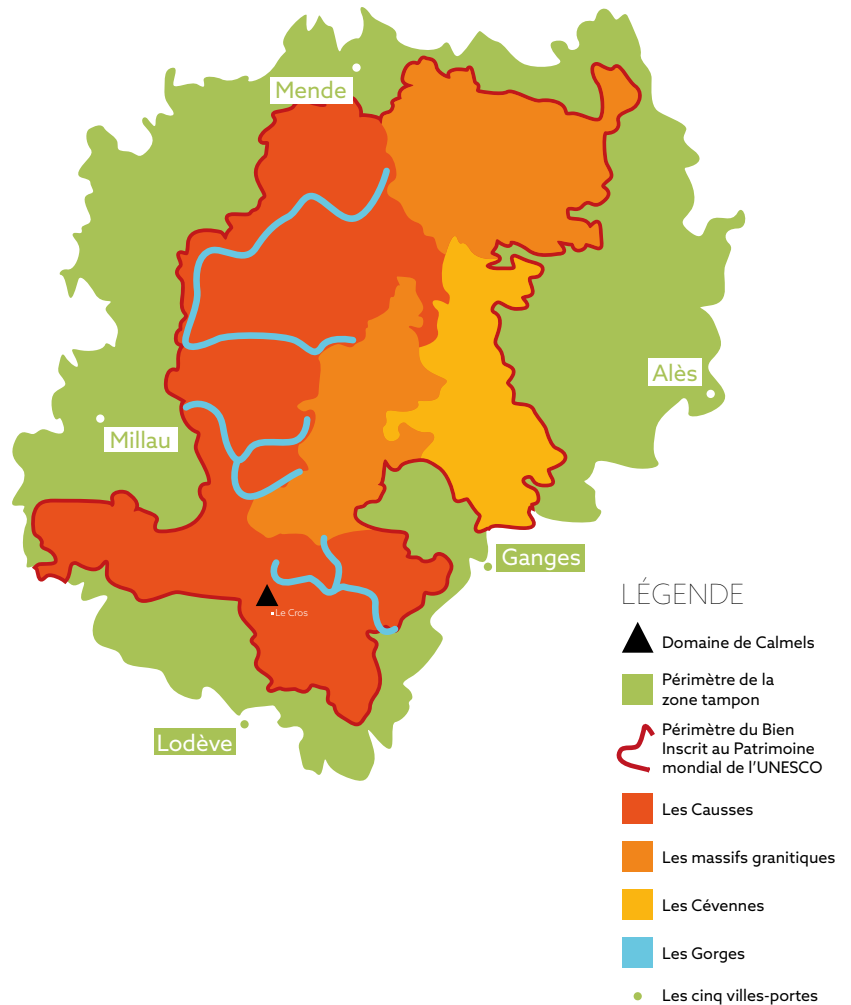 Mende
Alès
Millau
Ganges
Le Cros
Lodève
LÉGENDE
Domaine de Calmels
Périmètre de la
zone tampon
Périmètre du Bien
Inscrit au Patrimoine
mondial de l'UNESCO
Les Causses
Les massifs granitiques
Les Cévennes
Les Gorges
Les cinq villes-portes